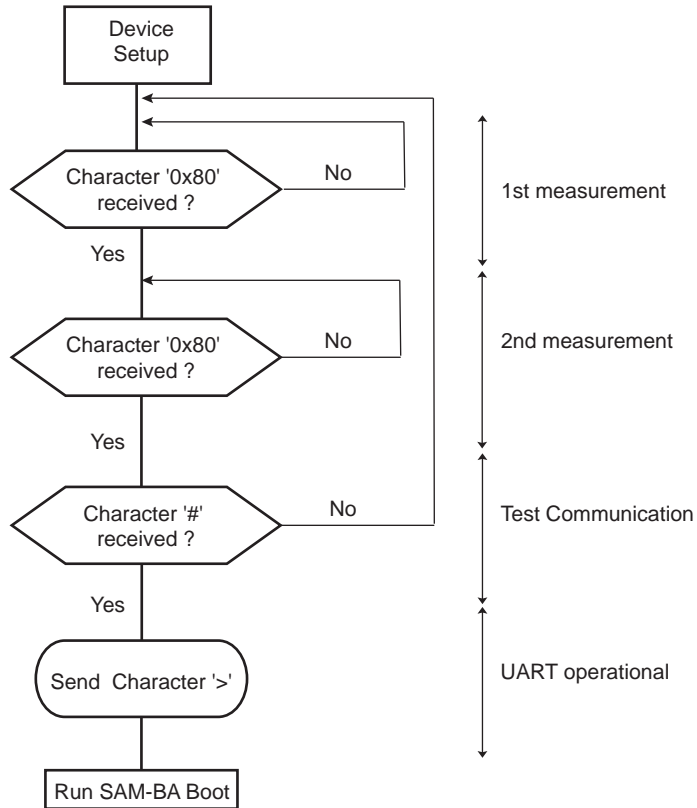 Device
Setup
Character '0x80'
received ?
No
1st measurement
Yes
Character '0x80'
received ?
No
2nd measurement
Yes
Character '#'
received ?
No
Test Communication
Yes
Send Character '>'
UART operational
Run SAM-BA Boot